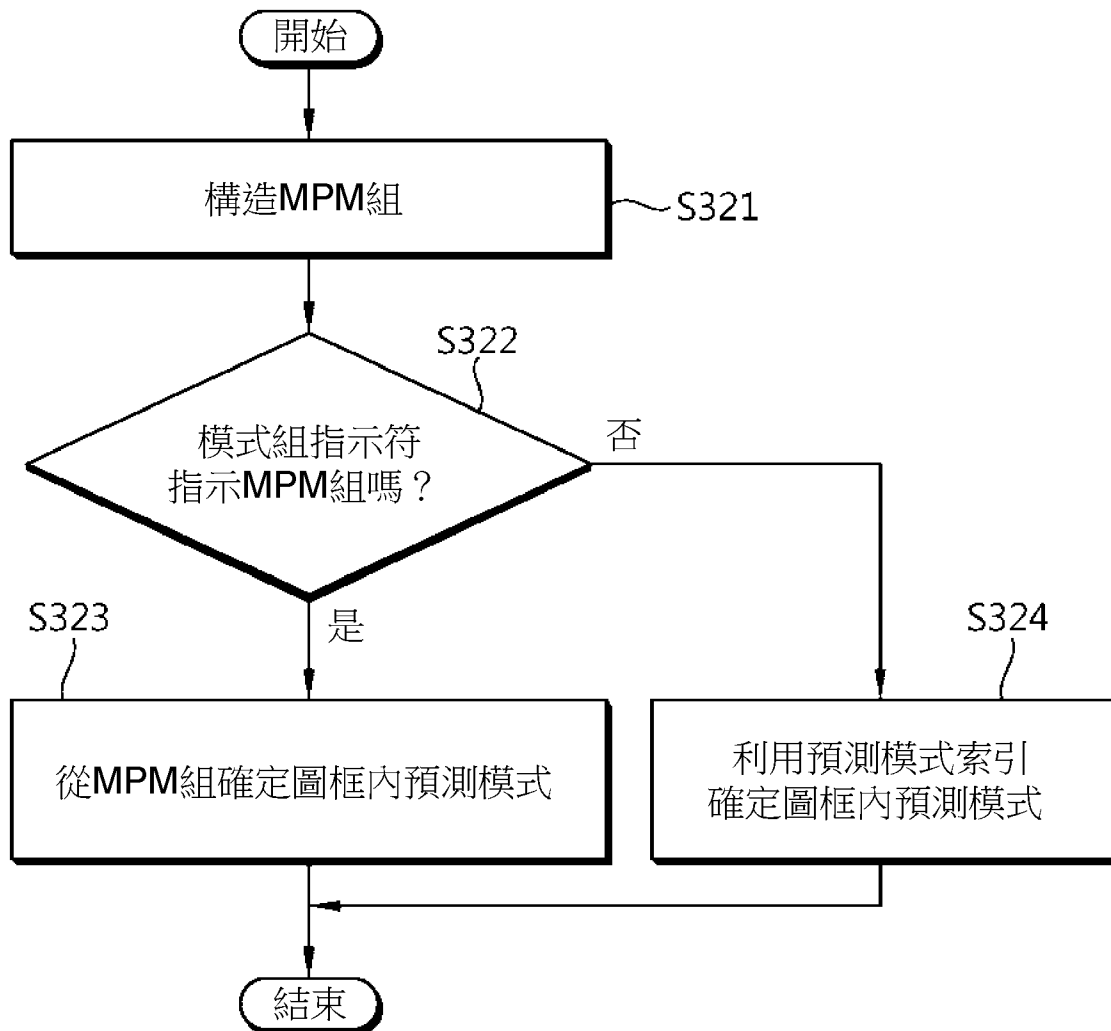 開始
構造MPM組
S321
S322
模式組指示符
指示MPM組嗎？
否
是
S323
S324
從MPM組確定圖框內預測模式
利用預測模式索引
確定圖框內預測模式
結束